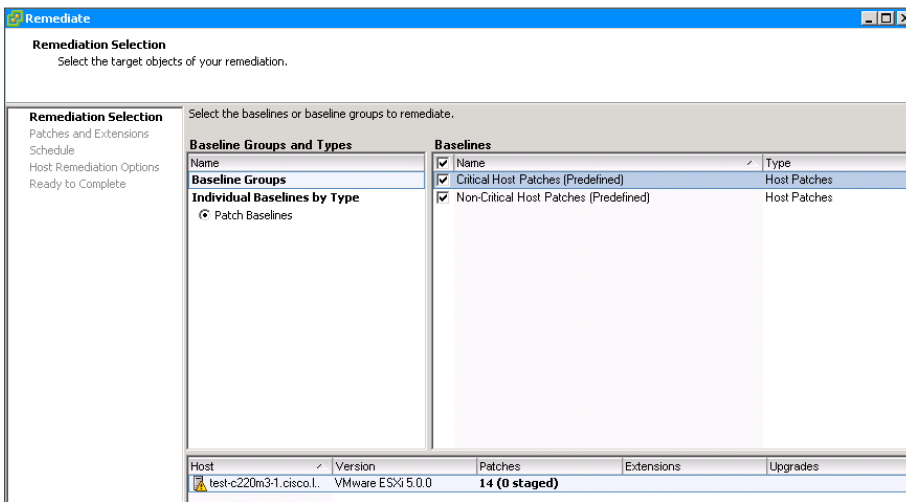 Remediate
Remediation Selection
Select the target objects of your remediation.
Remediation Selection
Patches and Extensions
Schedule
Host Remediation Options
Ready to Complete
Select the baselines or baseline groups to remediate.
Baseline Groups and Types
Name
Baseline Groups
Individual Baselines by Type
Patch Baselines
Baselines
Name Type
Critical Host Patches (Predefined) Host Patches
Non-Critical Host Patches (Predefined) Host Patches
Host Version Patches Extensions Upgrades
test-c220m3-1.cisco.l.. VMware ESXi 5.0.0 14 (0 staged)